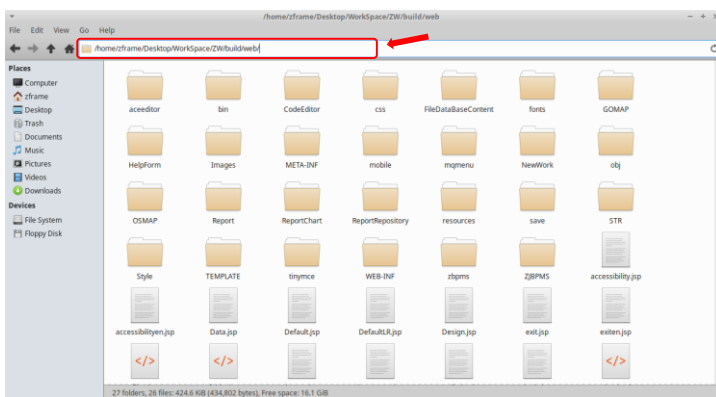 /home/zframe/Desktop/WorkSpace/ZW/build/web
File Edit View Go Help
/home/zframe/Desktop/WorkSpace/ZW/build/web/
Places
Computer
zframe
Desktop
Trash
Documents
Music
Pictures
Videos
Downloads
Devices
File System
Floppy Disk
aceeditor bin CodeEditor css FileDataBaseContent fonts GOMAP
HelpForm Images META-INF mobile mqmenu NewWork obj
OSMAP Report ReportChart ReportRepository resources save STR
Style TEMPLATE tinymce WEB-INF zbpms ZJBPMS accessibility.jsp
accessibilityen.jsp Data.jsp Default.jsp DefaultLR.jsp Design.jsp exit.jsp exiten.jsp
</> </> </>
27 folders, 26 files: 424.6 KiB (434,802 bytes), Free space: 16.1 GiB